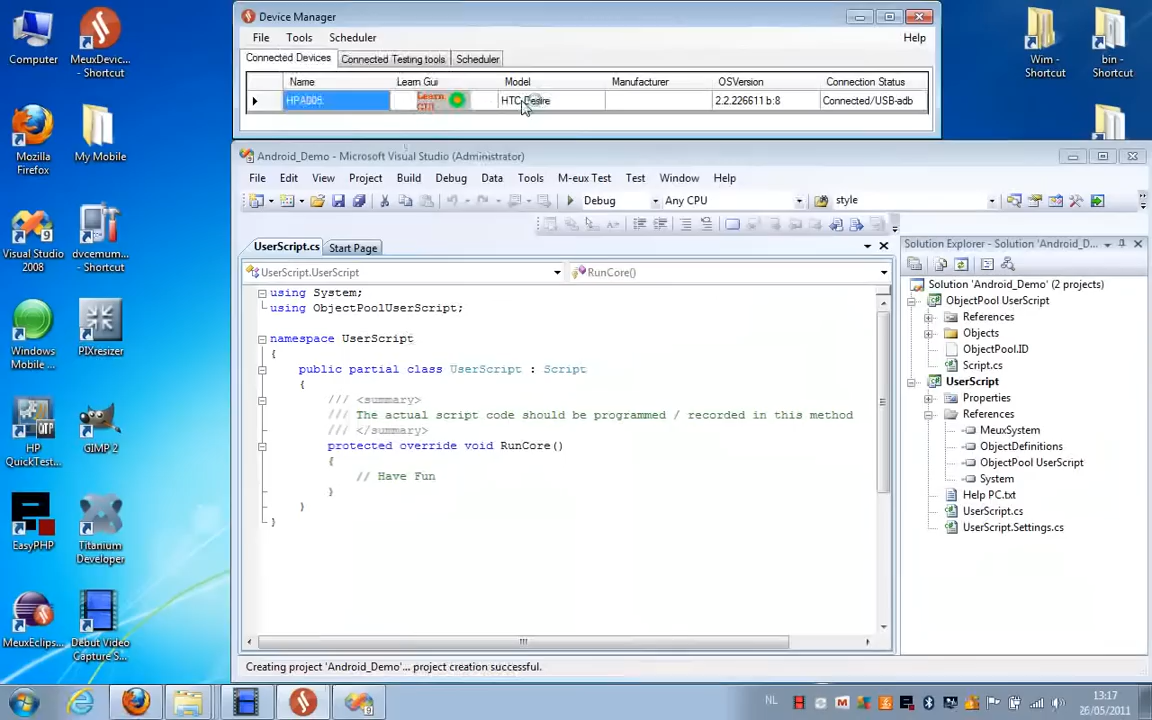 Computer
MeuxDevic...
- Shortcut
Mozilla
Firefox
My Mobile
Visual Studio
2008
dvcemum...
- Shortcut
Windows
Mobile ...
PIXresizer
HP
QuickTest...
GIMP 2
EasyPHP
Titanium
Developer
MeuxEclips...
Debut Video
Capture S...
Device Manager
File Tools Scheduler Help
Connected Devices Connected Testing tools Scheduler
Name Learn Gui Model Manufacturer OSVersion Connection Status
Learn HTC Desire 2.2.226611 b:8 Connected/USB-adb
Wim -
Shortcut
bin -
Shortcut
Android_Demo - Microsoft Visual Studio (Administrator)
File Edit View Project Build Debug Data Tools M-eux Test Test Window Help
Debug Any CPU style
UserScript.cs Start Page
UserScript.UserScript RunCore()
using System;
using ObjectPoolUserScript;
namespace UserScript
{
public partial class UserScript : Script
{
/// <summary>
/// The actual script code should be programmed / recorded in this method
/// </summary>
protected override void RunCore()
{
// Have Fun
}
}
}
Solution Explorer - Solution 'Android_D...
Solution 'Android_Demo' (2 projects)
ObjectPool UserScript
References
Objects
ObjectPool.ID
Script.cs
UserScript
Properties
References
MeuxSystem
ObjectDefinitions
ObjectPool UserScript
System
Help PC.txt
UserScript.cs
UserScript.Settings.cs
Creating project 'Android_Demo'... project creation successful.
NL
13:17
26/05/2011